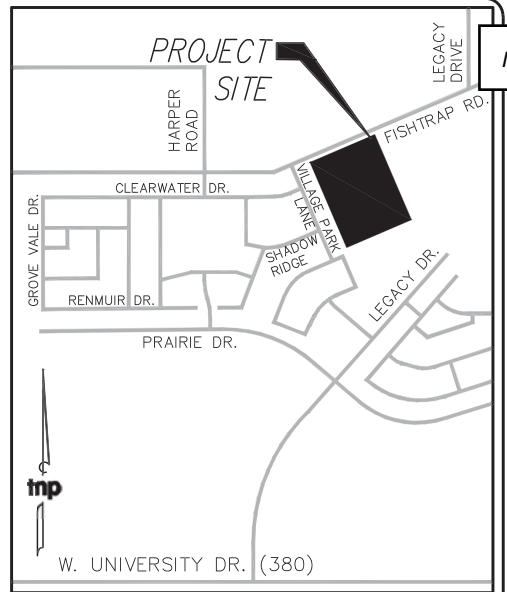 PROJECT
SITE
LEGACY
DRIVE
HARPER
ROAD
FISHTRAP RD.
CLEARWATER DR.
VILLAGE PARK
LANE
GROVE VALE DR.
SHADOW
RIDGE
LEGACY DR.
RENMUIR DR.
PRAIRIE DR.
tnp
W. UNIVERSITY DR. (380)